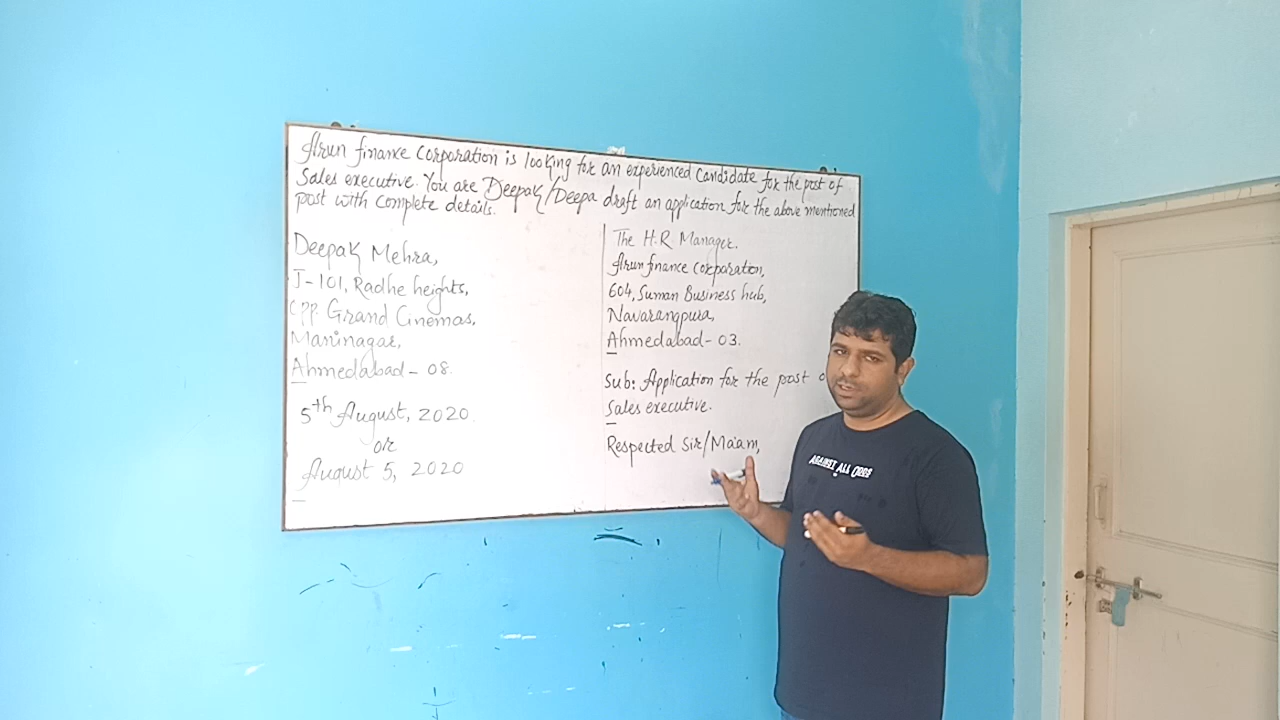 Arun finance corporation is looking for an experienced candidate for the post of
Sales executive. You are Deepak/Deepa draft an application for the above mentioned
post with complete details.
Deepak Mehra,
J-101, Radhe heights,
Opp Grand Cinemas,
Maninagar,
Ahmedabad - 08.
5th August, 2020.
or
August 5, 2020
The H.R Manager.
Arun finance corporation,
604, Suman Business hub,
Navarangpura,
Ahmedabad - 03.
Sub: Application for the post
Sales executive.
Respected Sir/Ma'am,
AGAINST ALL ODDS